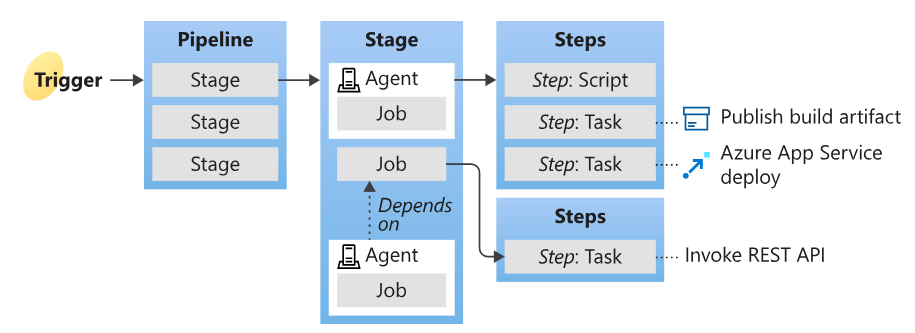 Trigger
Pipeline
Stage
Stage
Stage
Stage
Agent
Job
Job
Depends
on
Agent
Job
Steps
Step: Script
Step: Task
Publish build artifact
Step: Task
Azure App Service
deploy
Steps
Step: Task
Invoke REST API